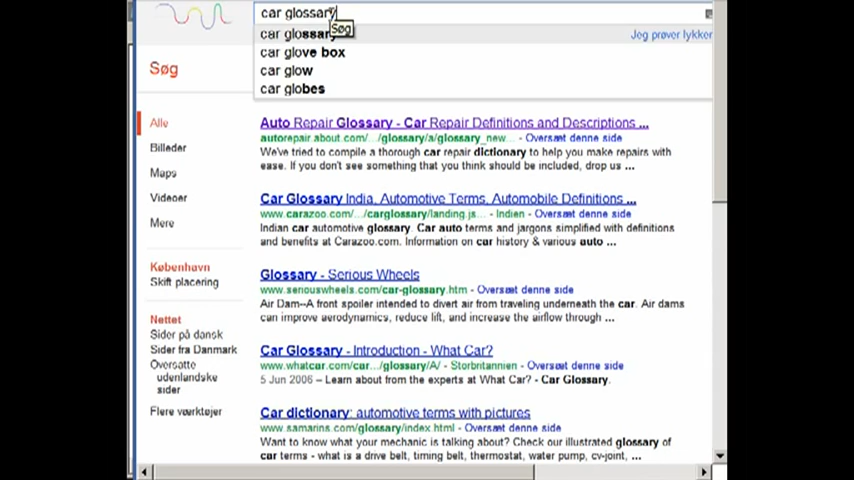 car glossary
car glossary
Søg
Jeg prøver lykken
car glove box
car glow
car globes
Søg
Alle
Billeder
Maps
Videoer
Mere
København
Skift placering
Nettet
Sider på dansk
Sider fra Danmark
Oversatte
udenlandske
sider
Flere værktøjer
Auto Repair Glossary - Car Repair Definitions and Descriptions ...
autorepair.about.com/.../glossary/a/glossary_new... - Oversæt denne side
We've tried to compile a thorough car repair dictionary to help you make repairs with
ease. If you don't see something that you think should be included, drop us ...
Car Glossary India, Automotive Terms, Automobile Definitions ...
www.carazoo.com/.../carglossary/landing.js... - Indien - Oversæt denne side
Indian car automotive glossary. Car auto terms and jargons simplified with definitions
and benefits at Carazoo.com. Information on car history & various auto ...
Glossary - Serious Wheels
www.seriouswheels.com/car-glossary.htm - Oversæt denne side
Air Dam--A front spoiler intended to divert air from traveling underneath the car. Air dams
can improve aerodynamics, reduce lift, and increase the airflow through ...
Car Glossary - Introduction - What Car?
www.whatcar.com/car.../glossary/A/ - Storbritannien - Oversæt denne side
5 Jun 2006 – Learn about from the experts at What Car? - Car Glossary.
Car dictionary: automotive terms with pictures
www.samarins.com/glossary/index.html - Oversæt denne side
Want to know what your mechanic is talking about? Check our illustrated glossary of
car terms - what is a drive belt, timing belt, thermostat, water pump, cv-joint, ...